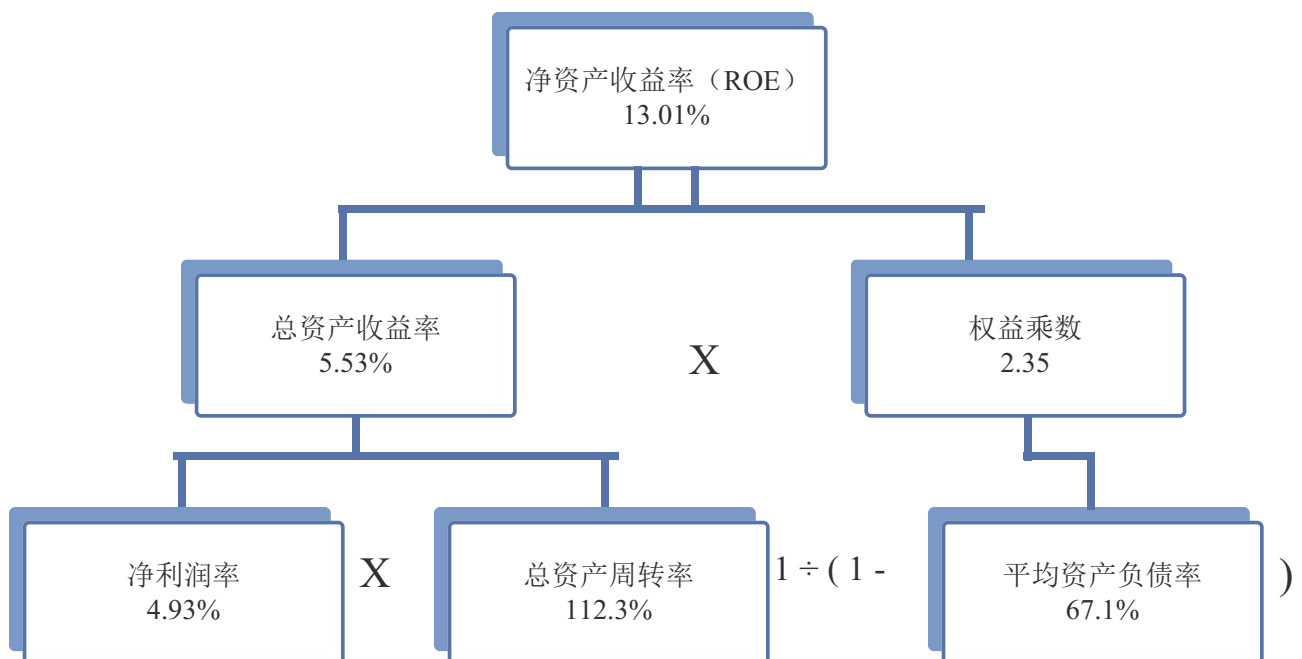 净资产收益率（ROE）
13.01%
总资产收益率
5.53%
X
权益乘数
2.35
净利润率
4.93%
X
总资产周转率
112.3%
1 ÷ ( 1 -
平均资产负债率
67.1%
)